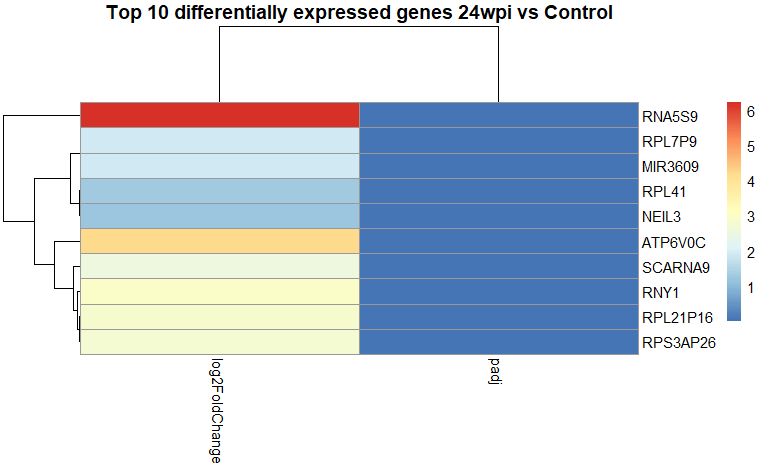 Top 10 differentially expressed genes 24wpi vs Control
RNA5S9
RPL7P9
MIR3609
RPL41
NEIL3
ATP6V0C
SCARNA9
RNY1
RPL21P16
RPS3AP26
6
5
4
3
2
1
log2FoldChange
padj